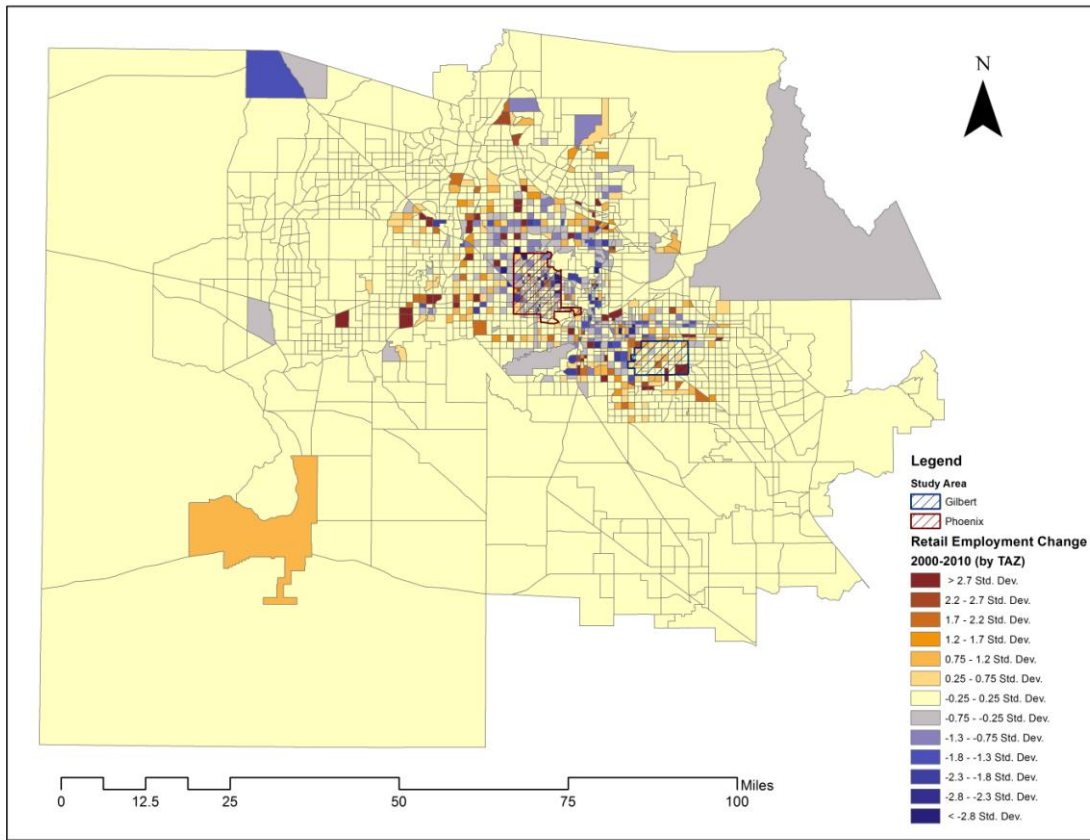 N
Legend
Study Area
Gilbert
Phoenix
Retail Employment Change
2000-2010 (by TAZ)
> 2.7 Std. Dev.
2.2 - 2.7 Std. Dev.
1.7 - 2.2 Std. Dev.
1.2 - 1.7 Std. Dev.
0.75 - 1.2 Std. Dev.
0.25 - 0.75 Std. Dev.
-0.25 - 0.25 Std. Dev.
-0.75 - -0.25 Std. Dev.
-1.3 - -0.75 Std. Dev.
-1.8 - -1.3 Std. Dev.
-2.3 - -1.8 Std. Dev.
-2.8 - -2.3 Std. Dev.
< -2.8 Std. Dev.
Miles
0 12.5 25 50 75 100